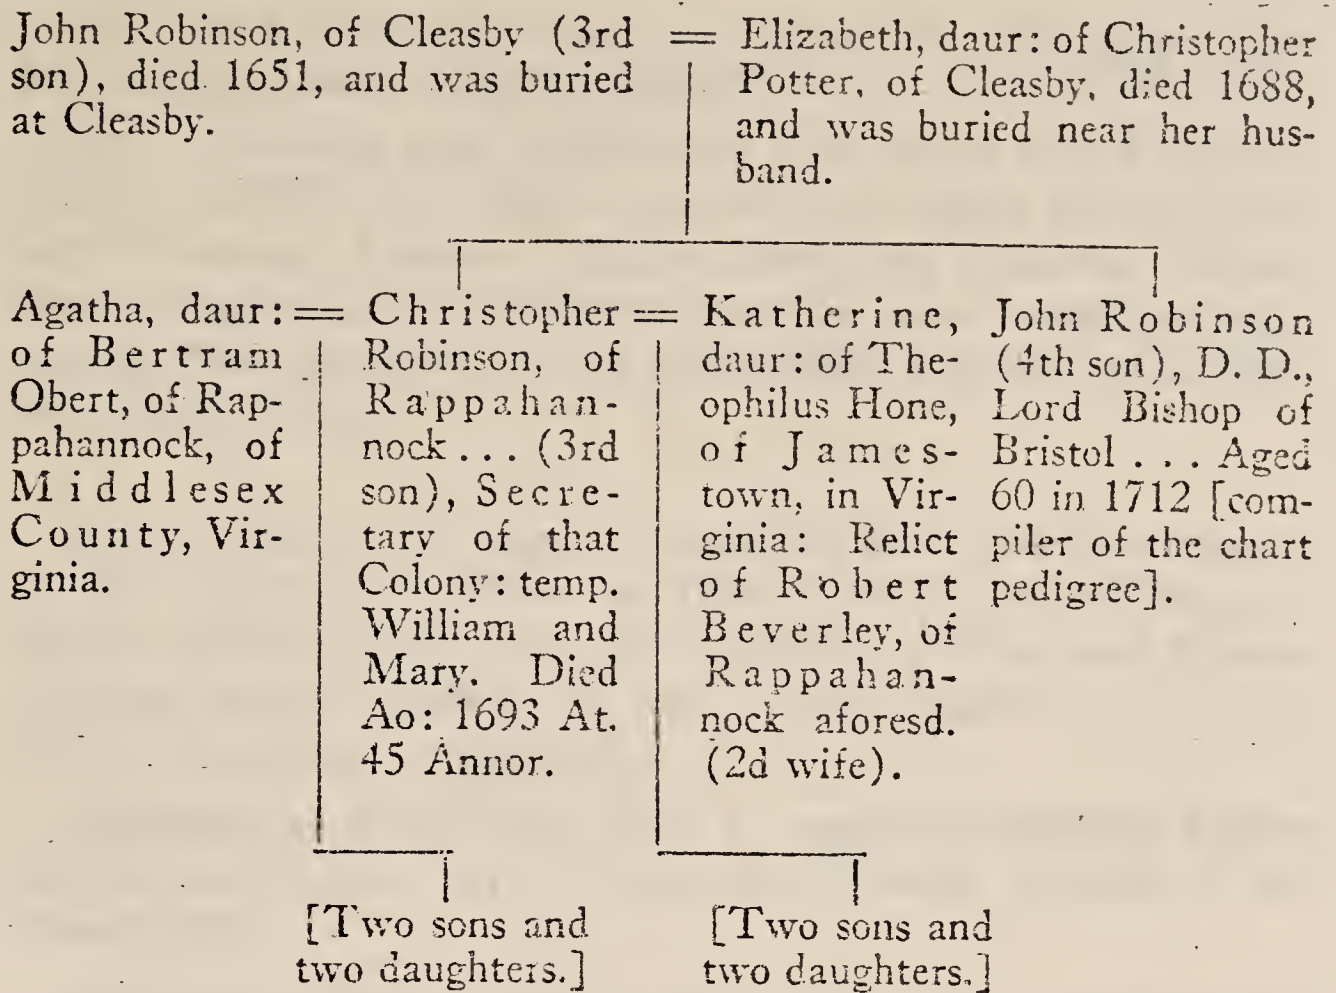 John Robinson, of Cleasby (3rd
son), died 1651, and was buried
at Cleasby.
= Elizabeth, daur: of Christopher
Potter, of Cleasby, died 1688,
and was buried near her hus-
band.
Agatha, daur: =
of Bertram
Obert, of Rap-
pahannock, of
Middlesex
County, Vir-
ginia.
Christopher =
Robinson, of
Rappahan-
nock... (3rd
son), Secre-
tary of that
Colony: temp.
William and
Mary. Died
Ao: 1693 At.
45 Annor.
Katherine,
daur: of The-
ophilus Hone,
of James-
town, in Vir-
ginia: Relict
of Robert
Beverley, of
Rappahan-
nock aforesd.
(2d wife).
John Robinson
(4th son), D. D.,
Lord Bishop of
Bristol . . . Aged
60 in 1712 [com-
piler of the chart
pedigree].
[Two sons and
two daughters.]
[Two sons and
two daughters.]